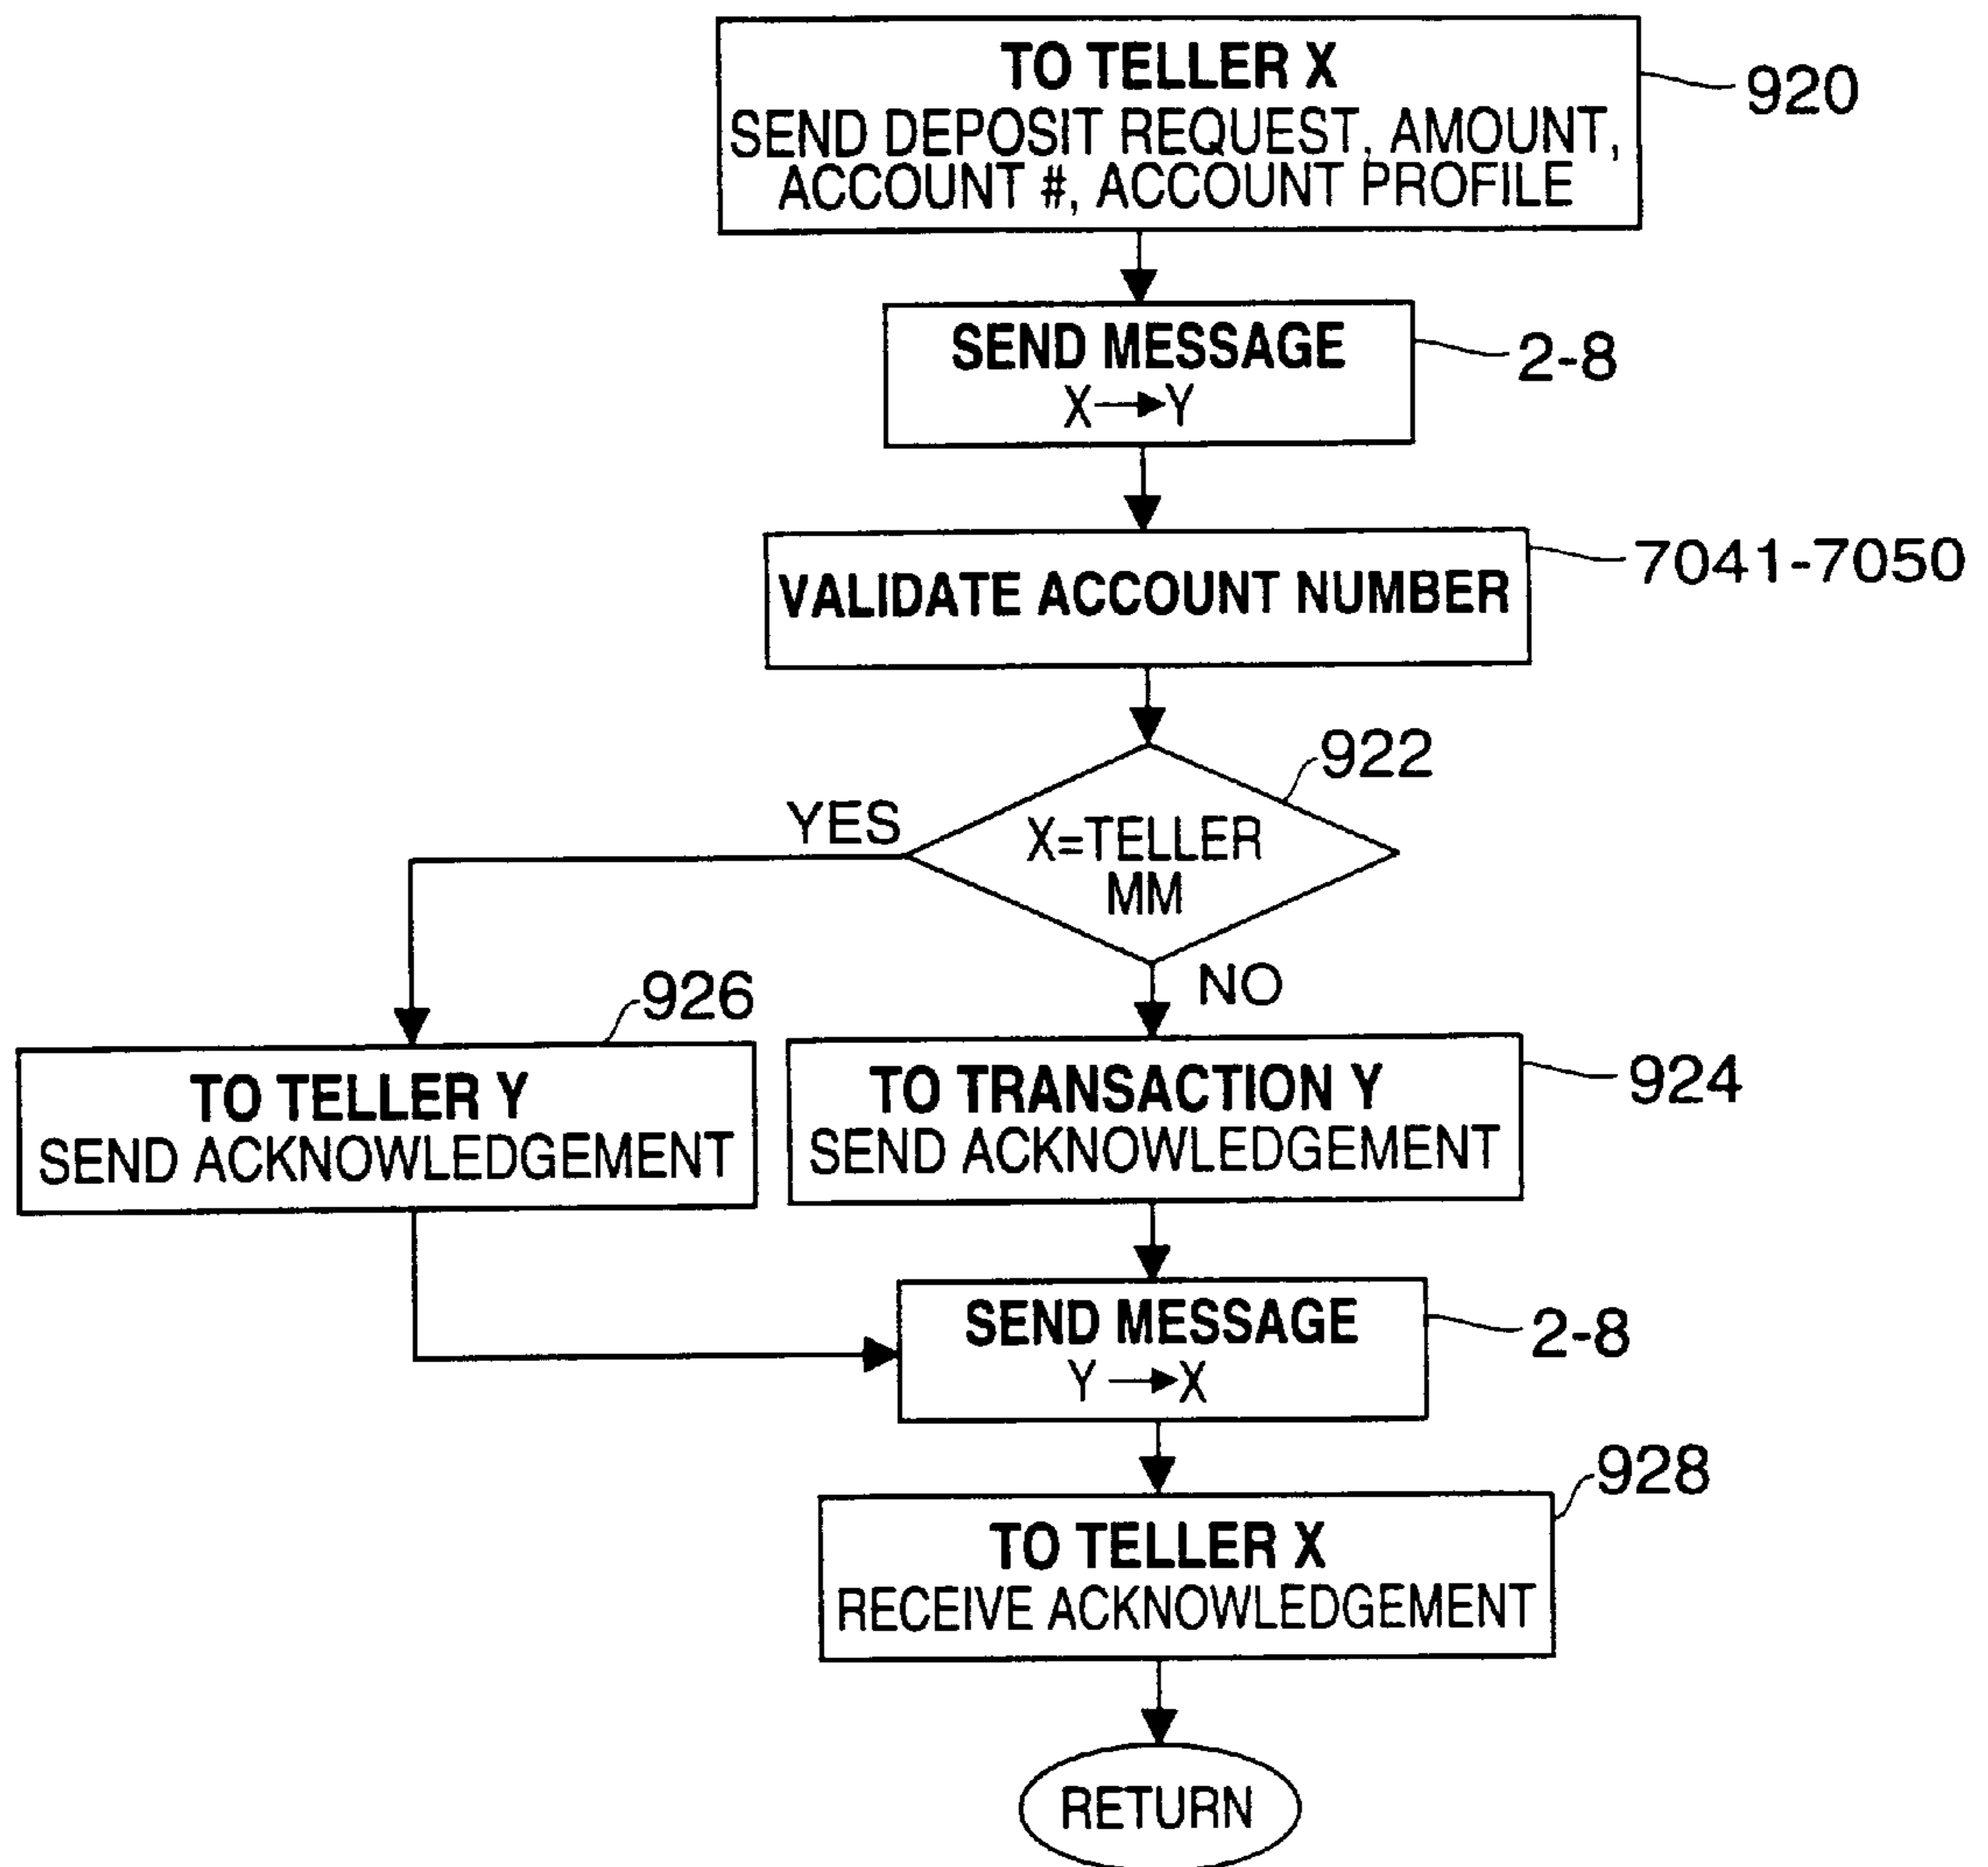 TO TELLER X
SEND DEPOSIT REQUEST, AMOUNT,
ACCOUNT #, ACCOUNT PROFILE
920
SEND MESSAGE
X→Y
2-8
VALIDATE ACCOUNT NUMBER
7041-7050
922
X=TELLER
MM
YES
NO
926
TO TELLER Y
SEND ACKNOWLEDGEMENT
TO TRANSACTION Y
SEND ACKNOWLEDGEMENT
924
SEND MESSAGE
Y→X
2-8
928
TO TELLER X
RECEIVE ACKNOWLEDGEMENT
RETURN